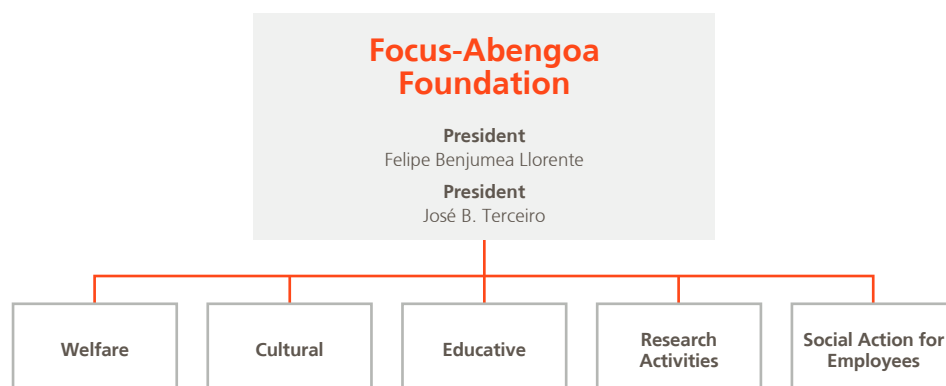 Focus-Abengoa
Foundation
President
Felipe Benjumea Llorente
President
José B. Terceiro
Welfare
Cultural
Educative
Research
Activities
Social Action for
Employees